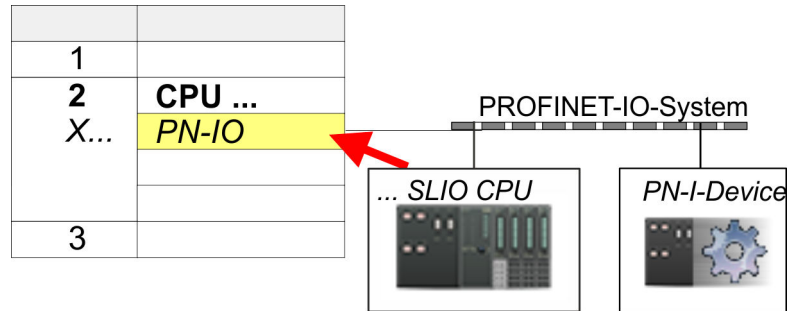 1
2 CPU ...
X... PN-IO
3
PROFINET-IO-System
... SLIO CPU
PN-I-Device